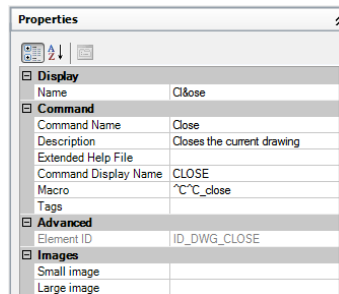 Properties
Display
Name Cl&ose
Command
Command Name Close
Description Closes the current drawing
Extended Help File
Command Display Name CLOSE
Macro ^C^C_close
Tags
Advanced
Element ID ID_DWG_CLOSE
Images
Small image
Large image